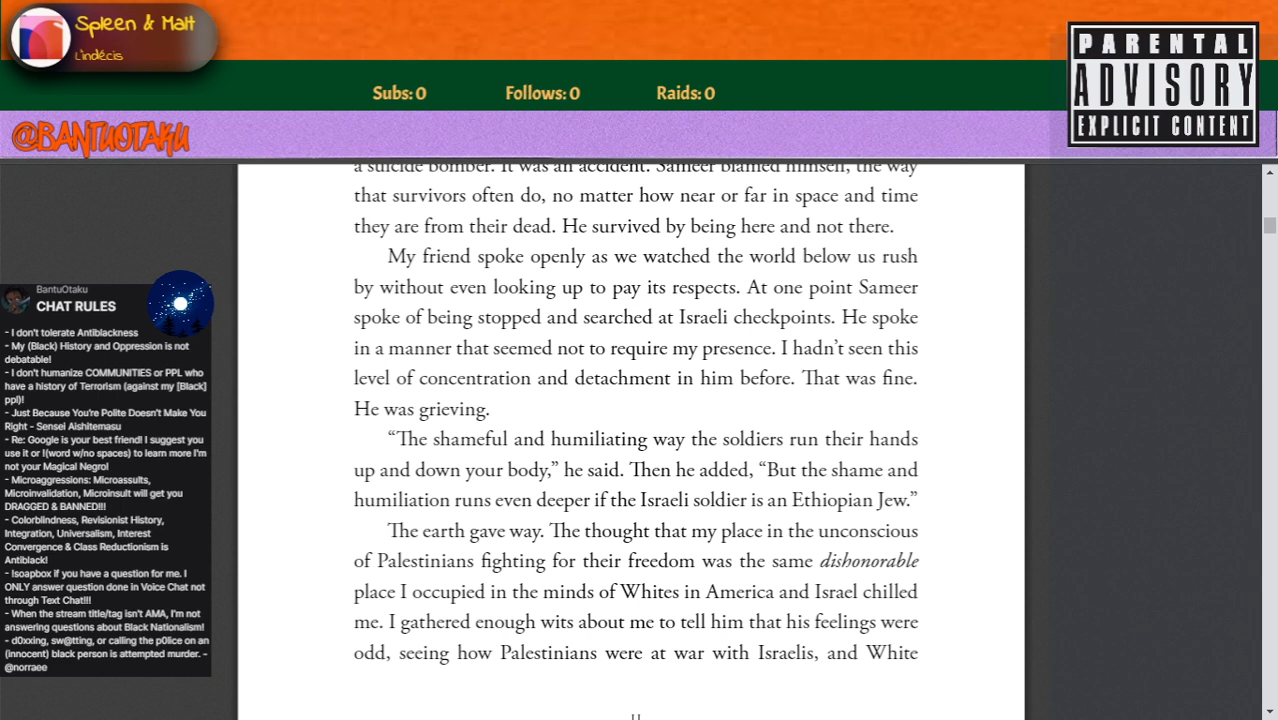 Spleen & Malt
L'indécis
PARENTAL
ADVISORY
EXPLICIT CONTENT
Subs: 0
Follows: 0
Raids: 0
@BANTUOTAKU
a suicide bomber. It was an accident. Sameer blamed himself, the way
that survivors often do, no matter how near or far in space and time
they are from their dead. He survived by being here and not there.
My friend spoke openly as we watched the world below us rush
by without even looking up to pay its respects. At one point Sameer
spoke of being stopped and searched at Israeli checkpoints. He spoke
in a manner that seemed not to require my presence. I hadn't seen this
level of concentration and detachment in him before. That was fine.
He was grieving.
“The shameful and humiliating way the soldiers run their hands
up and down your body,” he said. Then he added, “But the shame and
humiliation runs even deeper if the Israeli soldier is an Ethiopian Jew.”
The earth gave way. The thought that my place in the unconscious
of Palestinians fighting for their freedom was the same dishonorable
place I occupied in the minds of Whites in America and Israel chilled
me. I gathered enough wits about me to tell him that his feelings were
odd, seeing how Palestinians were at war with Israelis, and White
11
BantuOtaku
CHAT RULES
- I don't tolerate Antiblackness
- My (Black) History and Oppression is not
debatable!
- I don't humanize COMMUNITIES or PPL who
have a history of Terrorism (against my [Black]
ppl)!
- Just Because You're Polite Doesn't Make You
Right - Sensei Aishitemasu
- Re: Google is your best friend! I suggest you
use it or !(word w/no spaces) to learn more I'm
not your Magical Negro!
- Microaggressions: Microassults,
Microinvalidation, Microinsult will get you
DRAGGED & BANNED!!!
- Colorblindness, Revisionist History,
Integration, Universalism, Interest
Convergence & Class Reductionism is
Antiblack!
- !soapbox if you have a question for me. I
ONLY answer question done in Voice Chat not
through Text Chat!!!
- When the stream title/tag isn't AMA, I'm not
answering questions about Black Nationalism!
- d0xxing, sw@tting, or calling the p0lice on an
(innocent) black person is attempted murder. -
@norraee